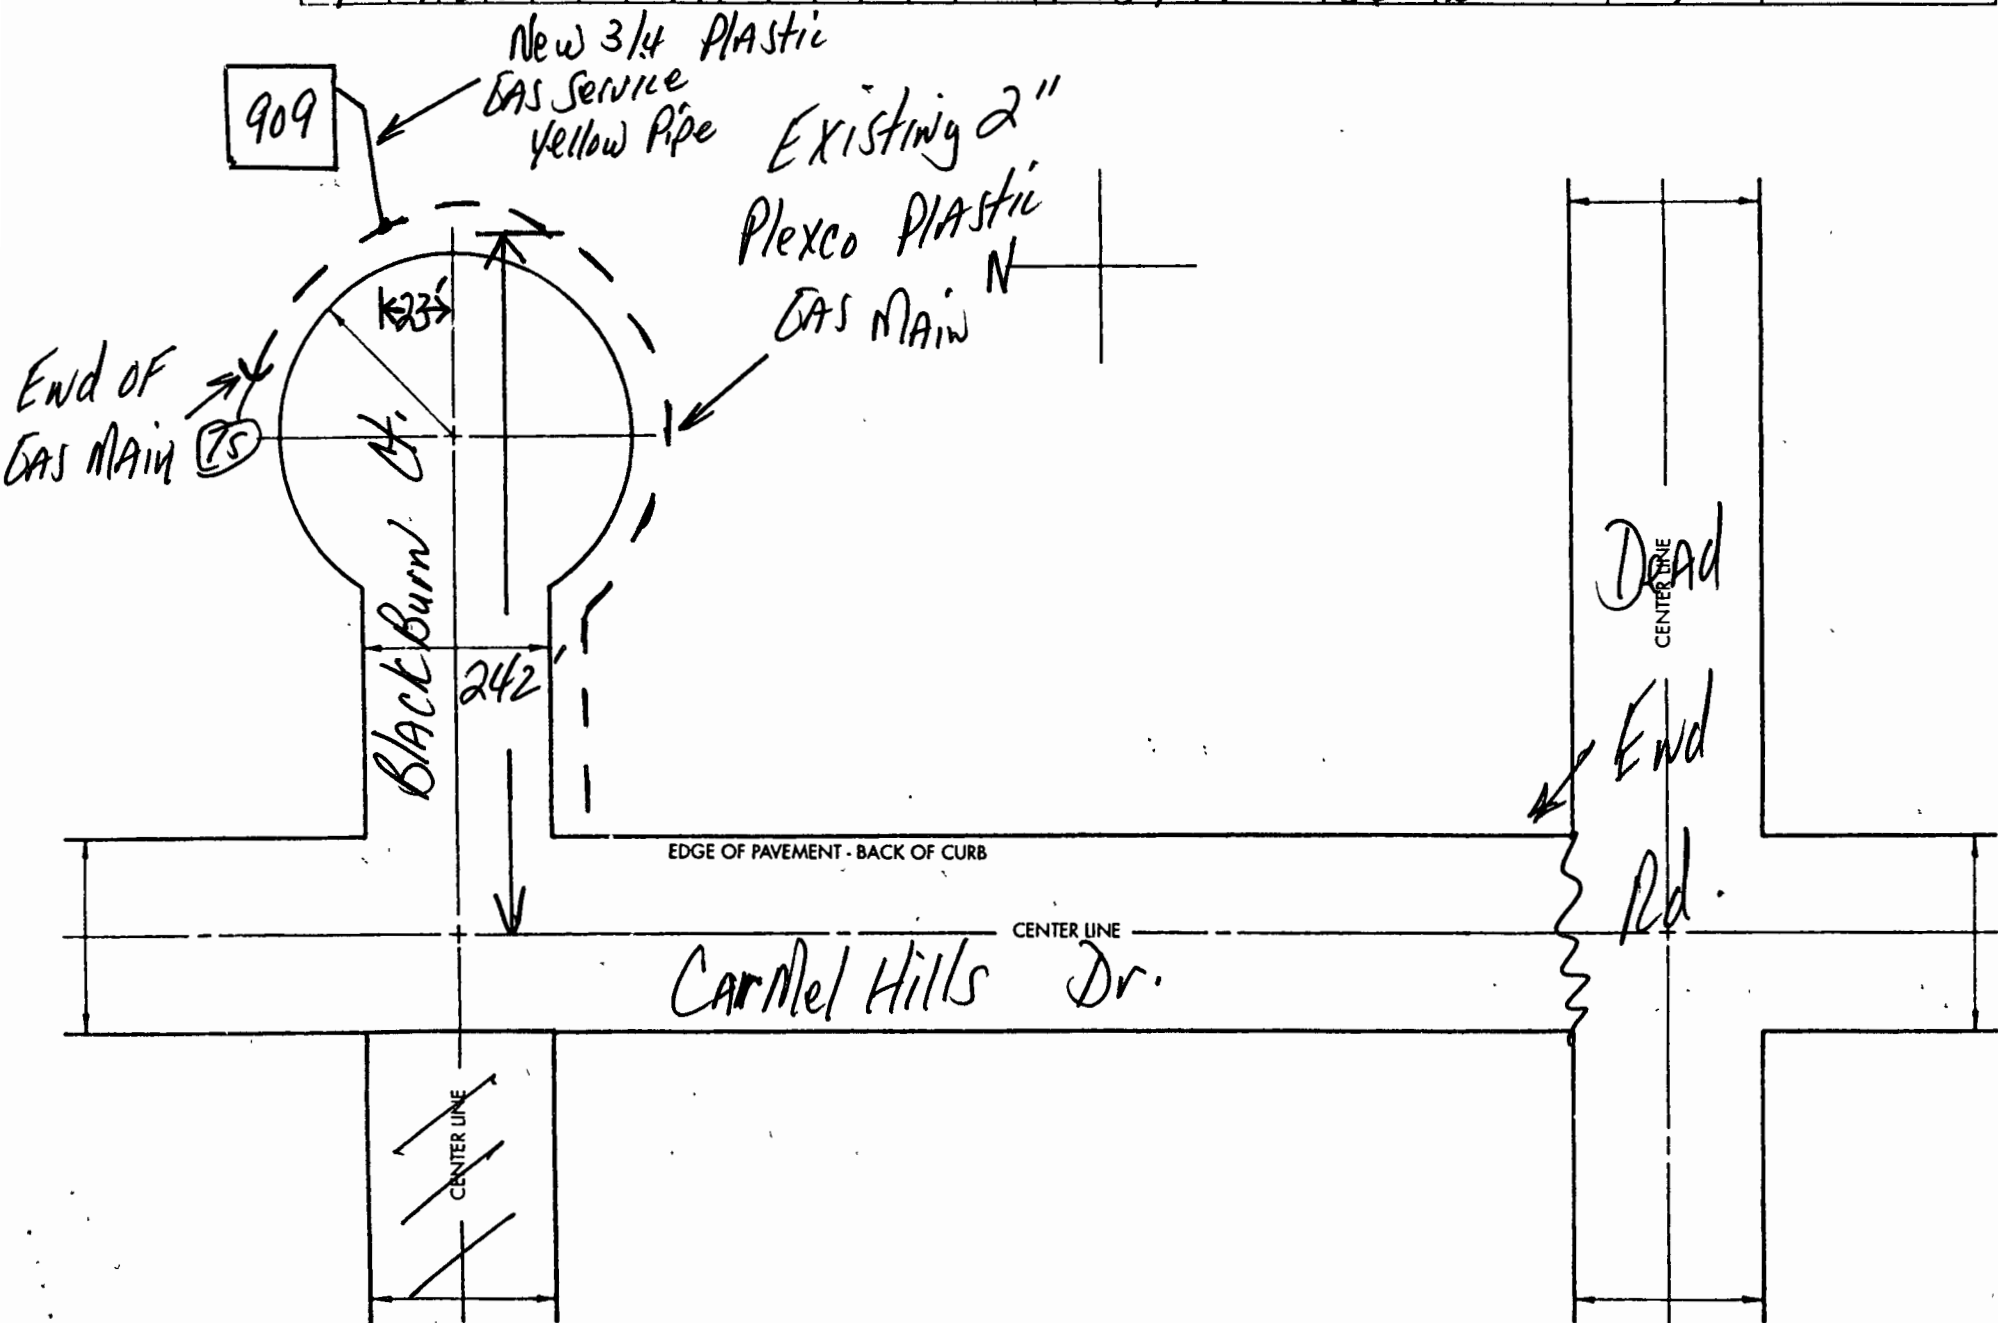 New 3/4 Plastic
GAS Service
Yellow Pipe
909
Existing 2"
Plexco Plastic
GAS Main
N
23'
End OF
GAS Main
BlackBurn Ct.
242'
Dead
End
Rd.
CENTER LINE
EDGE OF PAVEMENT - BACK OF CURB
CENTER LINE
Carmel Hills Dr.
CENTER LINE